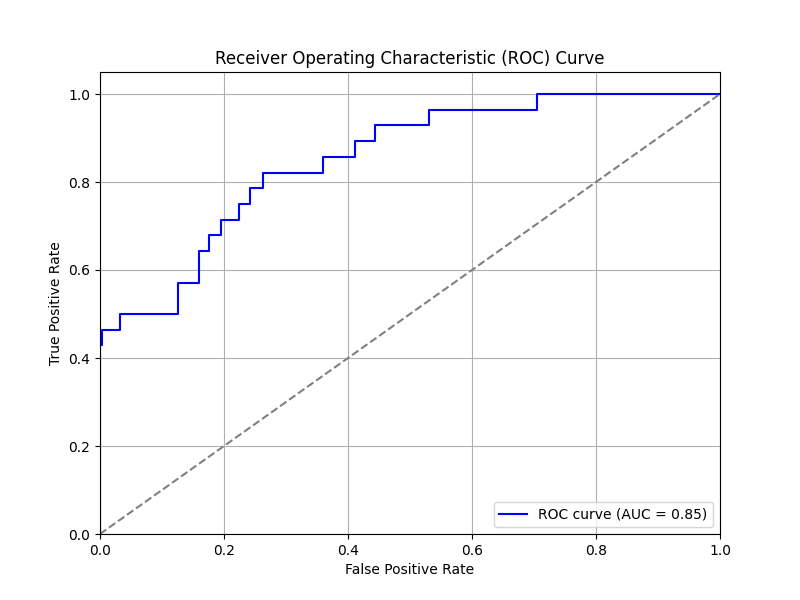 Receiver Operating Characteristic (ROC) Curve
True Positive Rate
1.0
0.8
0.6
0.4
0.2
0.0
0.0 0.2 0.4 0.6 0.8 1.0
False Positive Rate
ROC curve (AUC = 0.85)